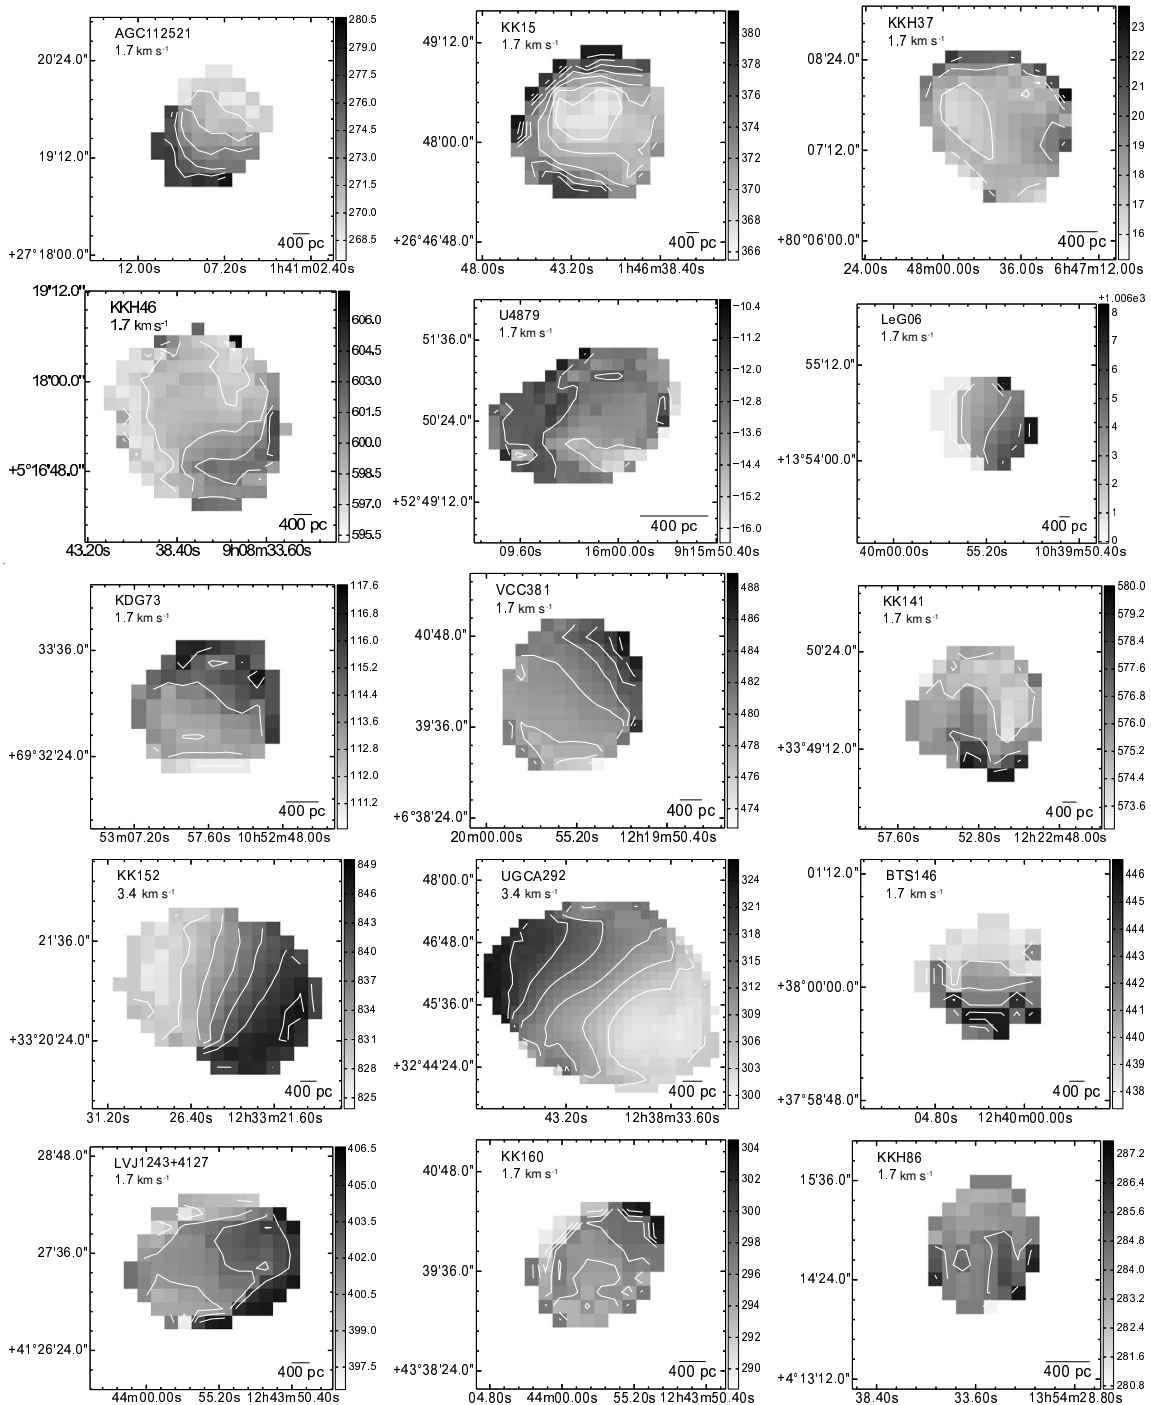 AGC112521
1.7 km s⁻¹
20'24.0"
19'12.0"
+27°18'00.0"
12.00s 07.20s 1h41m02.40s
400 pc
280.5
279.0
277.5
276.0
274.5
273.0
271.5
270.0
268.5
KK15
1.7 km s⁻¹
49'12.0"
48'00.0"
+26°46'48.0"
48.00s 43.20s 1h46m38.40s
400 pc
380
378
376
374
372
370
368
366
KKH37
1.7 km s⁻¹
08'24.0"
07'12.0"
+80°06'00.0"
24.00s 48m00.00s 36.00s 6h47m12.00s
400 pc
23
22
21
20
19
18
17
16
KKH46
1.7 km s⁻¹
19'12.0"
18'00.0"
+5°16'48.0"
43.20s 38.40s 9h08m33.60s
400 pc
606.0
604.5
603.0
601.5
600.0
598.5
597.0
595.5
U4879
1.7 km s⁻¹
51'36.0"
50'24.0"
+52°49'12.0"
09.60s 16m00.00s 9h15m50.40s
400 pc
−10.4
−11.2
−12.0
−12.8
−13.6
−14.4
−15.2
−16.0
LeG06
1.7 km s⁻¹
55'12.0"
+13°54'00.0"
40m00.00s 55.20s 10h39m50.40s
400 pc
+1.006e3
8
7
6
5
4
3
2
1
0
KDG73
1.7 km s⁻¹
33'36.0"
+69°32'24.0"
53m07.20s 57.60s 10h52m48.00s
400 pc
117.6
116.8
116.0
115.2
114.4
113.6
112.8
112.0
111.2
VCC381
1.7 km s⁻¹
40'48.0"
39'36.0"
+6°38'24.0"
20m00.00s 55.20s 12h19m50.40s
400 pc
488
486
484
482
480
478
476
474
KK141
1.7 km s⁻¹
50'24.0"
+33°49'12.0"
57.60s 52.80s 12h22m48.00s
400 pc
580.0
579.2
578.4
577.6
576.8
576.0
575.2
574.4
573.6
KK152
3.4 km s⁻¹
21'36.0"
+33°20'24.0"
31.20s 26.40s 12h33m21.60s
400 pc
849
846
843
840
837
834
831
828
825
UGCA292
3.4 km s⁻¹
48'00.0"
46'48.0"
45'36.0"
+32°44'24.0"
43.20s 12h38m33.60s
400 pc
324
321
318
315
312
309
306
303
300
BTS146
1.7 km s⁻¹
01'12.0"
+38°00'00.0"
+37°58'48.0"
04.80s 12h40m00.00s
400 pc
446
445
444
443
442
441
440
439
438
LVJ1243+4127
1.7 km s⁻¹
28'48.0"
27'36.0"
+41°26'24.0"
44m00.00s 55.20s 12h43m50.40s
400 pc
406.5
405.0
403.5
402.0
400.5
399.0
397.5
KK160
1.7 km s⁻¹
40'48.0"
39'36.0"
+43°38'24.0"
04.80s 44m00.00s 55.20s 12h43m50.40s
400 pc
304
302
300
298
296
294
292
290
KKH86
1.7 km s⁻¹
15'36.0"
14'24.0"
+4°13'12.0"
38.40s 33.60s 13h54m28.80s
400 pc
287.2
286.4
285.6
284.8
284.0
283.2
282.4
281.6
280.8